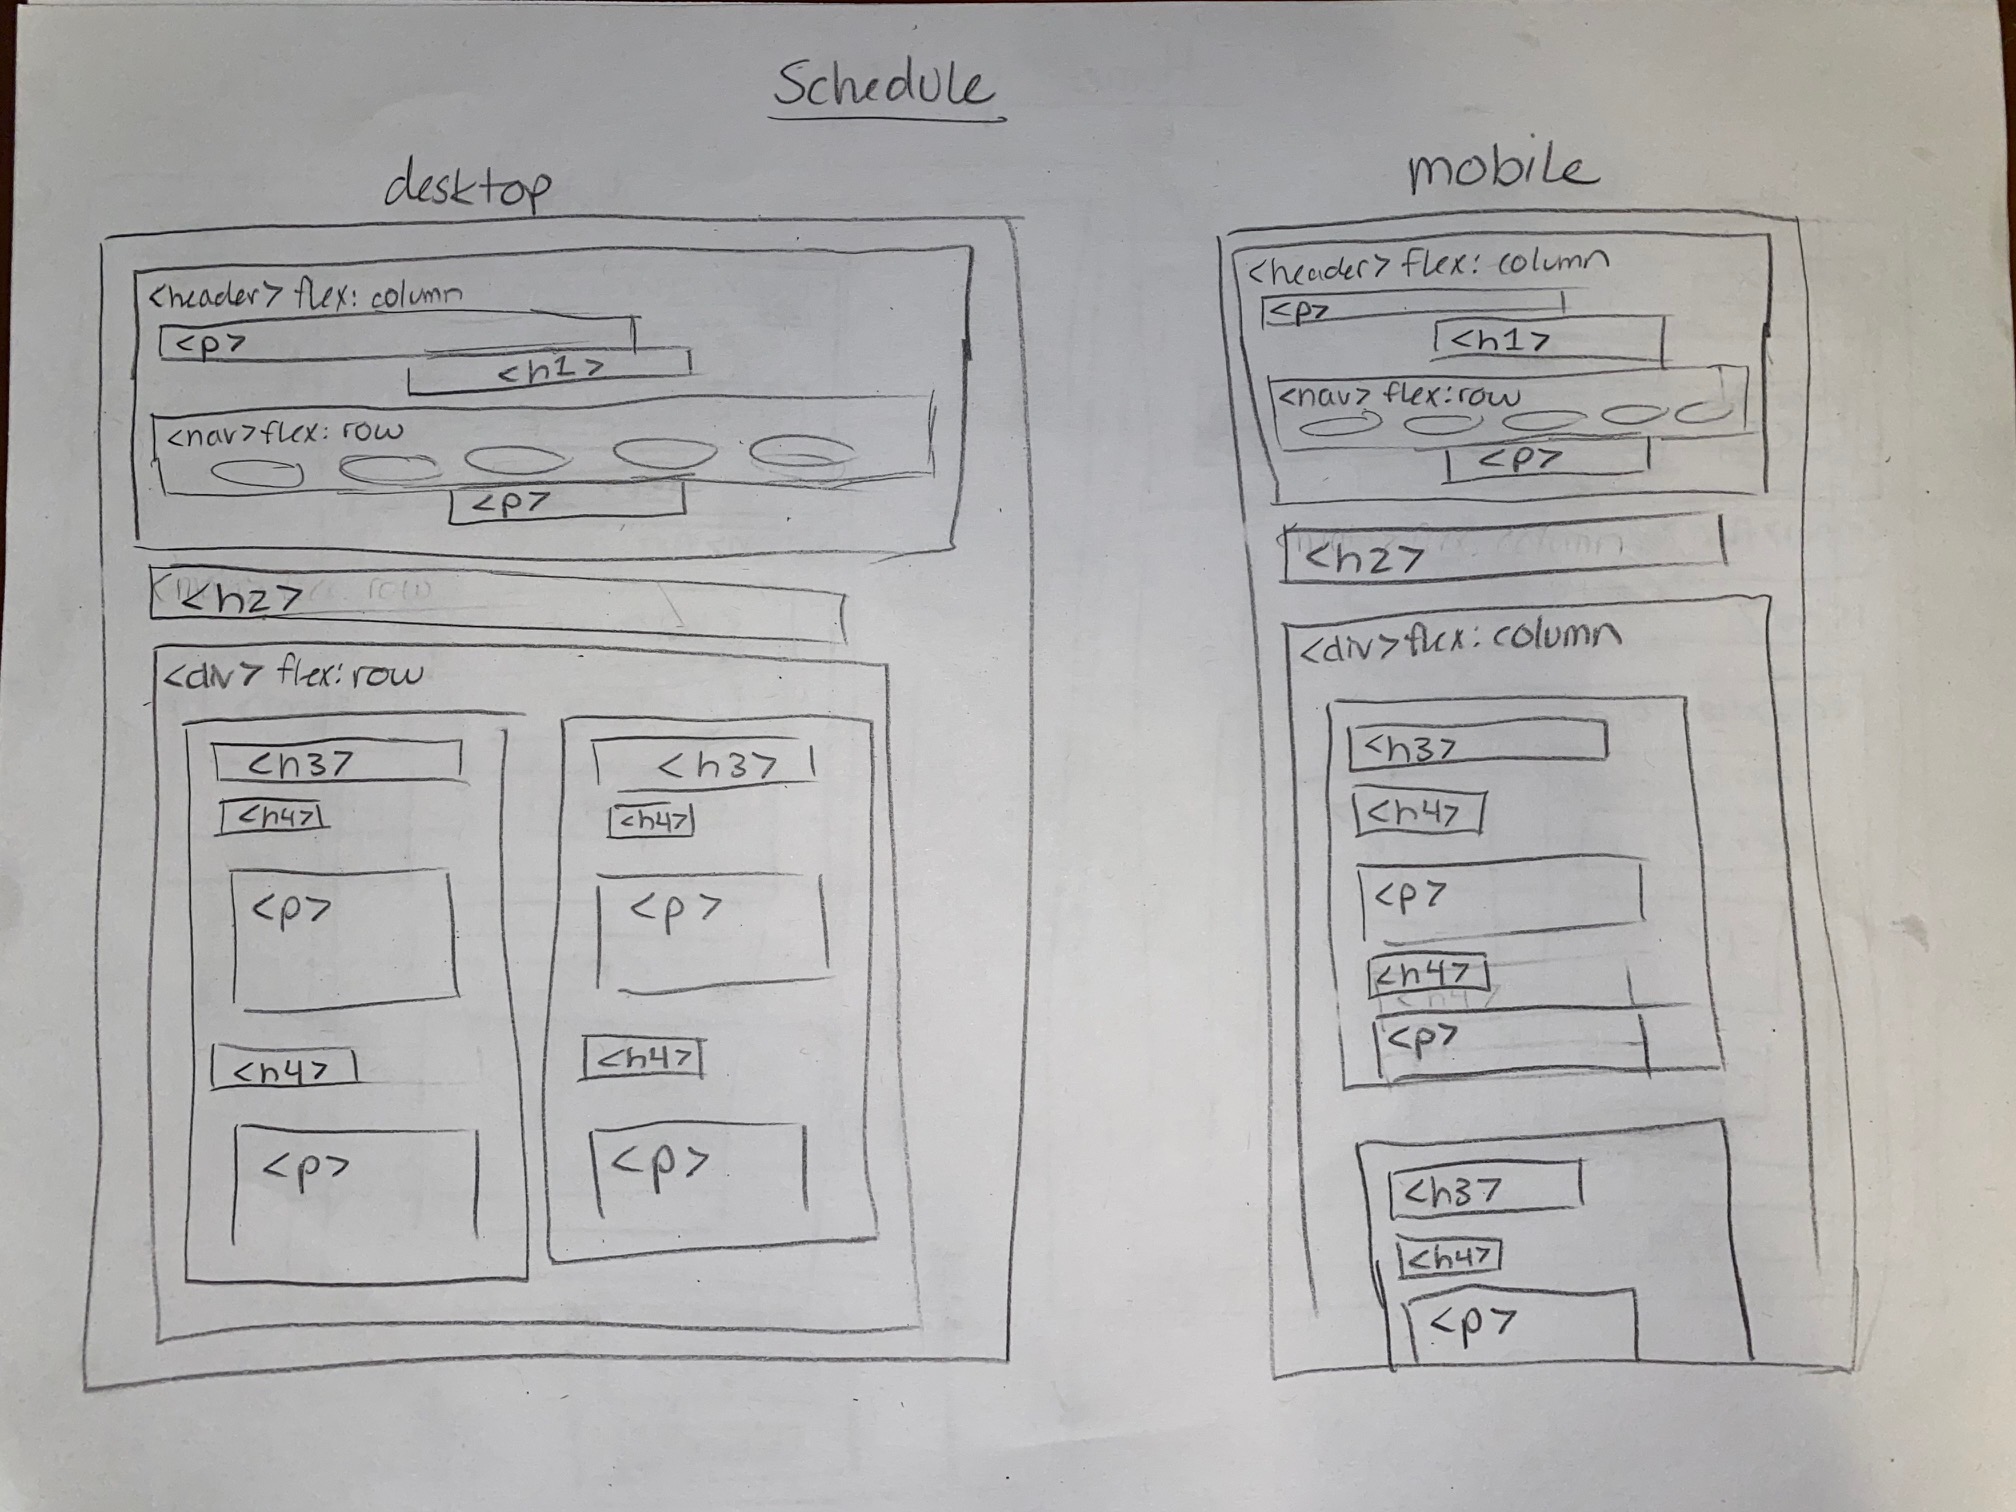 Schedule
desktop
<header> flex: column
<p>
<h1>
<nav> flex: row
<p>
<h2>
<div> flex: row
<h3>
<h4>
<p>
<h4>
<p>
<h3>
<h4>
<p>
<h4>
<p>
mobile
<header> flex: column
<p>
<h1>
<nav> flex: row
<p>
<h2>
<div> flex: column
<h3>
<h4>
<p>
<h4>
<p>
<h3>
<h4>
<p>